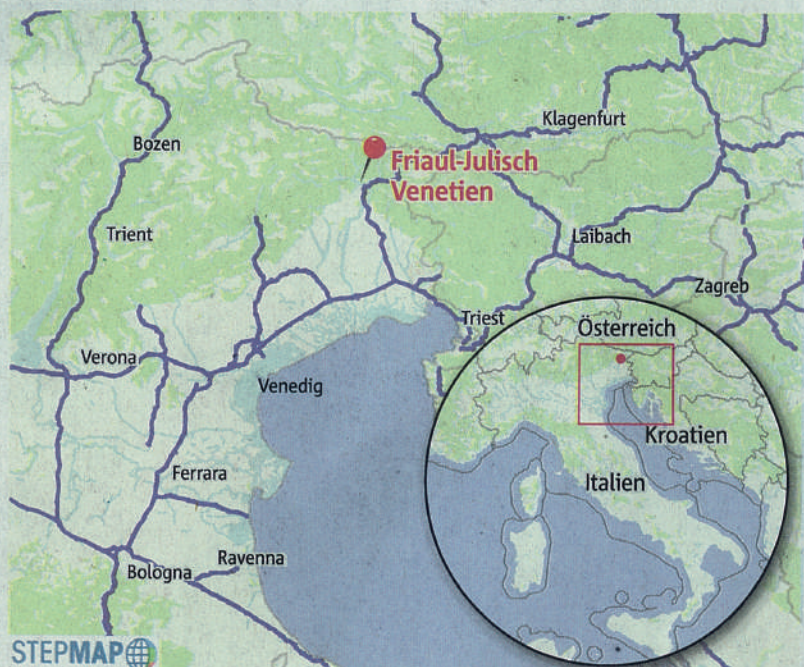 Klagenfurt
Bozen
Friaul-Julisch
Venetien
Trient
Laibach
Zagreb
Triest
Österreich
Verona
Venedig
Kroatien
Ferrara
Italien
Ravenna
Bologna
STEPMAP